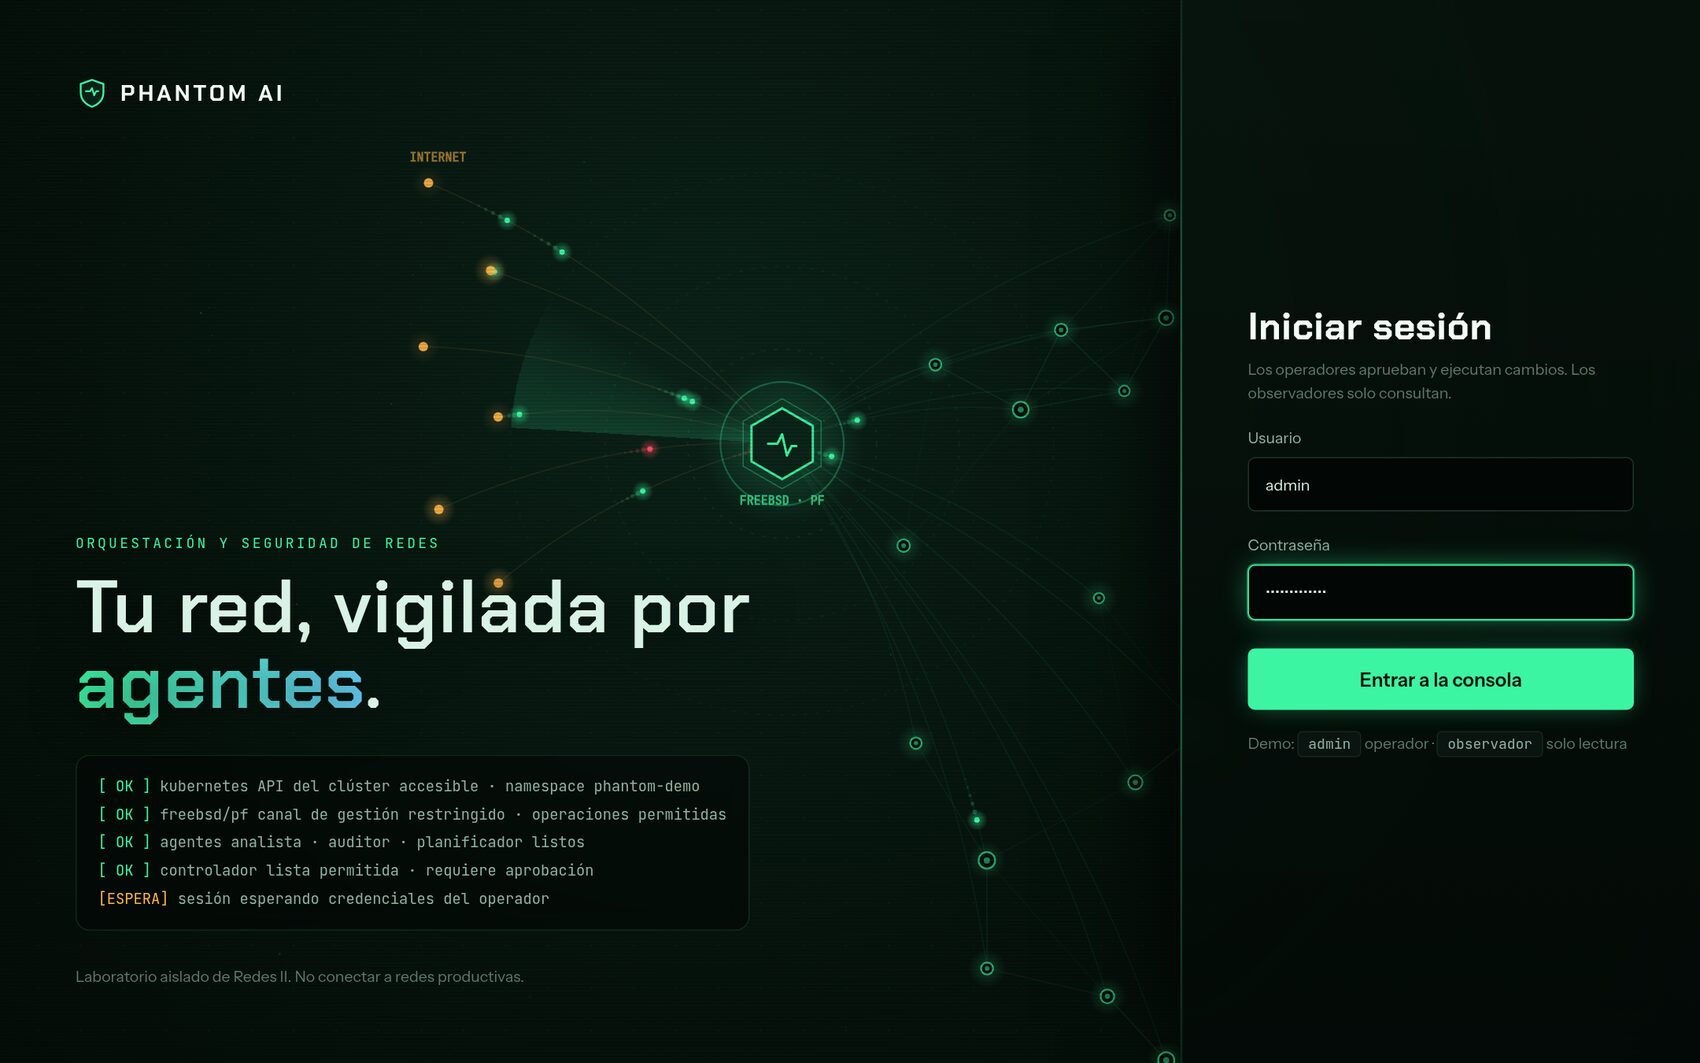 PHANTOM AI
INTERNET
FREEBSD · PF
ORQUESTACIÓN Y SEGURIDAD DE REDES
Tu red, vigilada por
agentes.
[ OK ] kubernetes API del clúster accesible · namespace phantom-demo
[ OK ] freebsd/pf canal de gestión restringido · operaciones permitidas
[ OK ] agentes analista · auditor · planificador listos
[ OK ] controlador lista permitida · requiere aprobación
[ESPERA] sesión esperando credenciales del operador
Laboratorio aislado de Redes II. No conectar a redes productivas.
Iniciar sesión
Los operadores aprueban y ejecutan cambios. Los
observadores solo consultan.
Usuario
admin
Contraseña
•••••••••••••
Entrar a la consola
Demo: admin operador · observador solo lectura